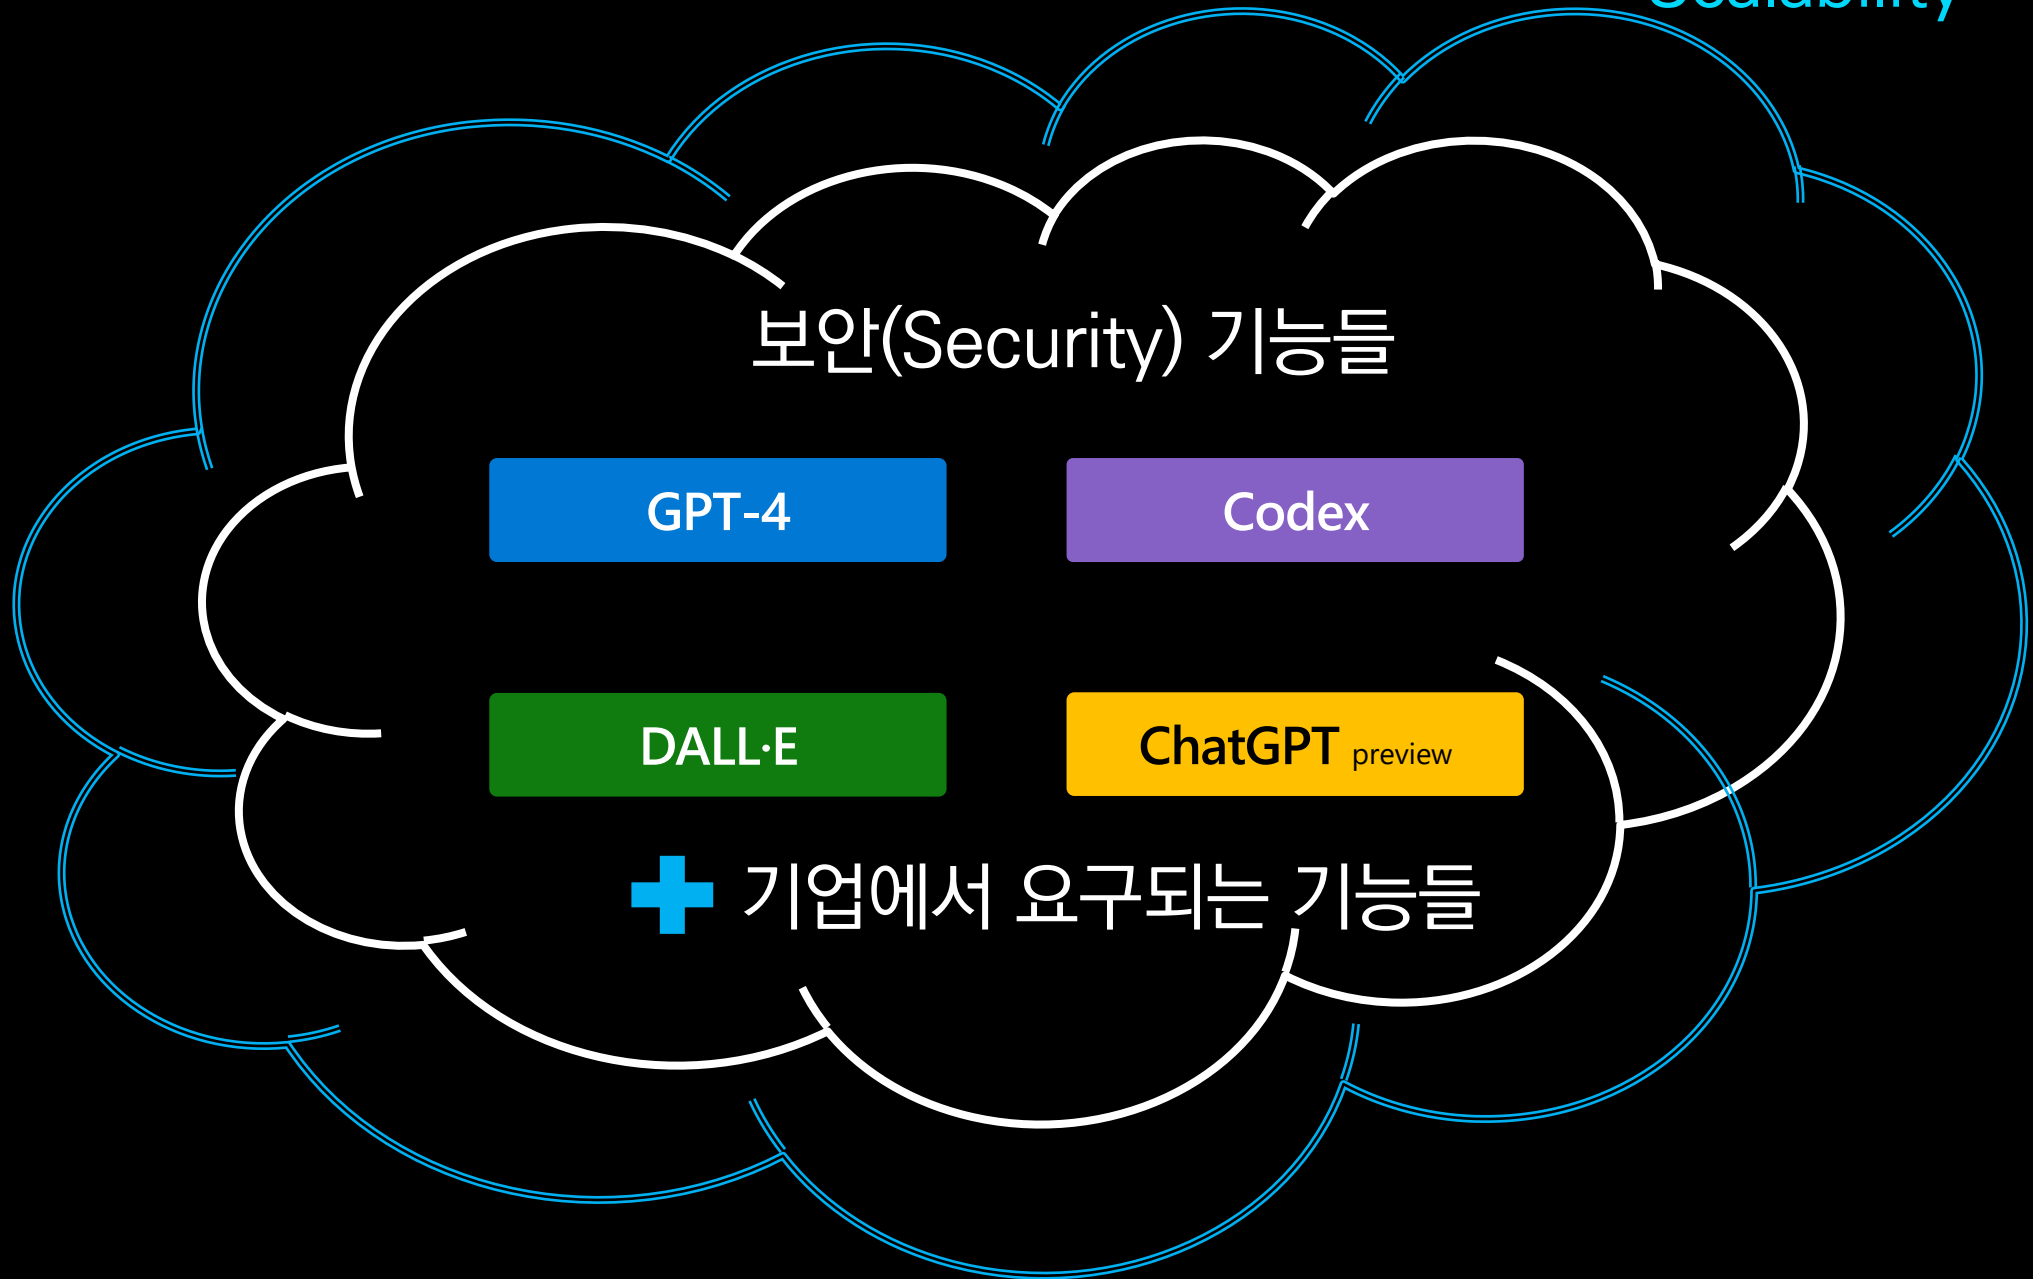 Scalability
보안(Security) 기능들
GPT-4
Codex
DALL·E
ChatGPT preview
기업에서 요구되는 기능들